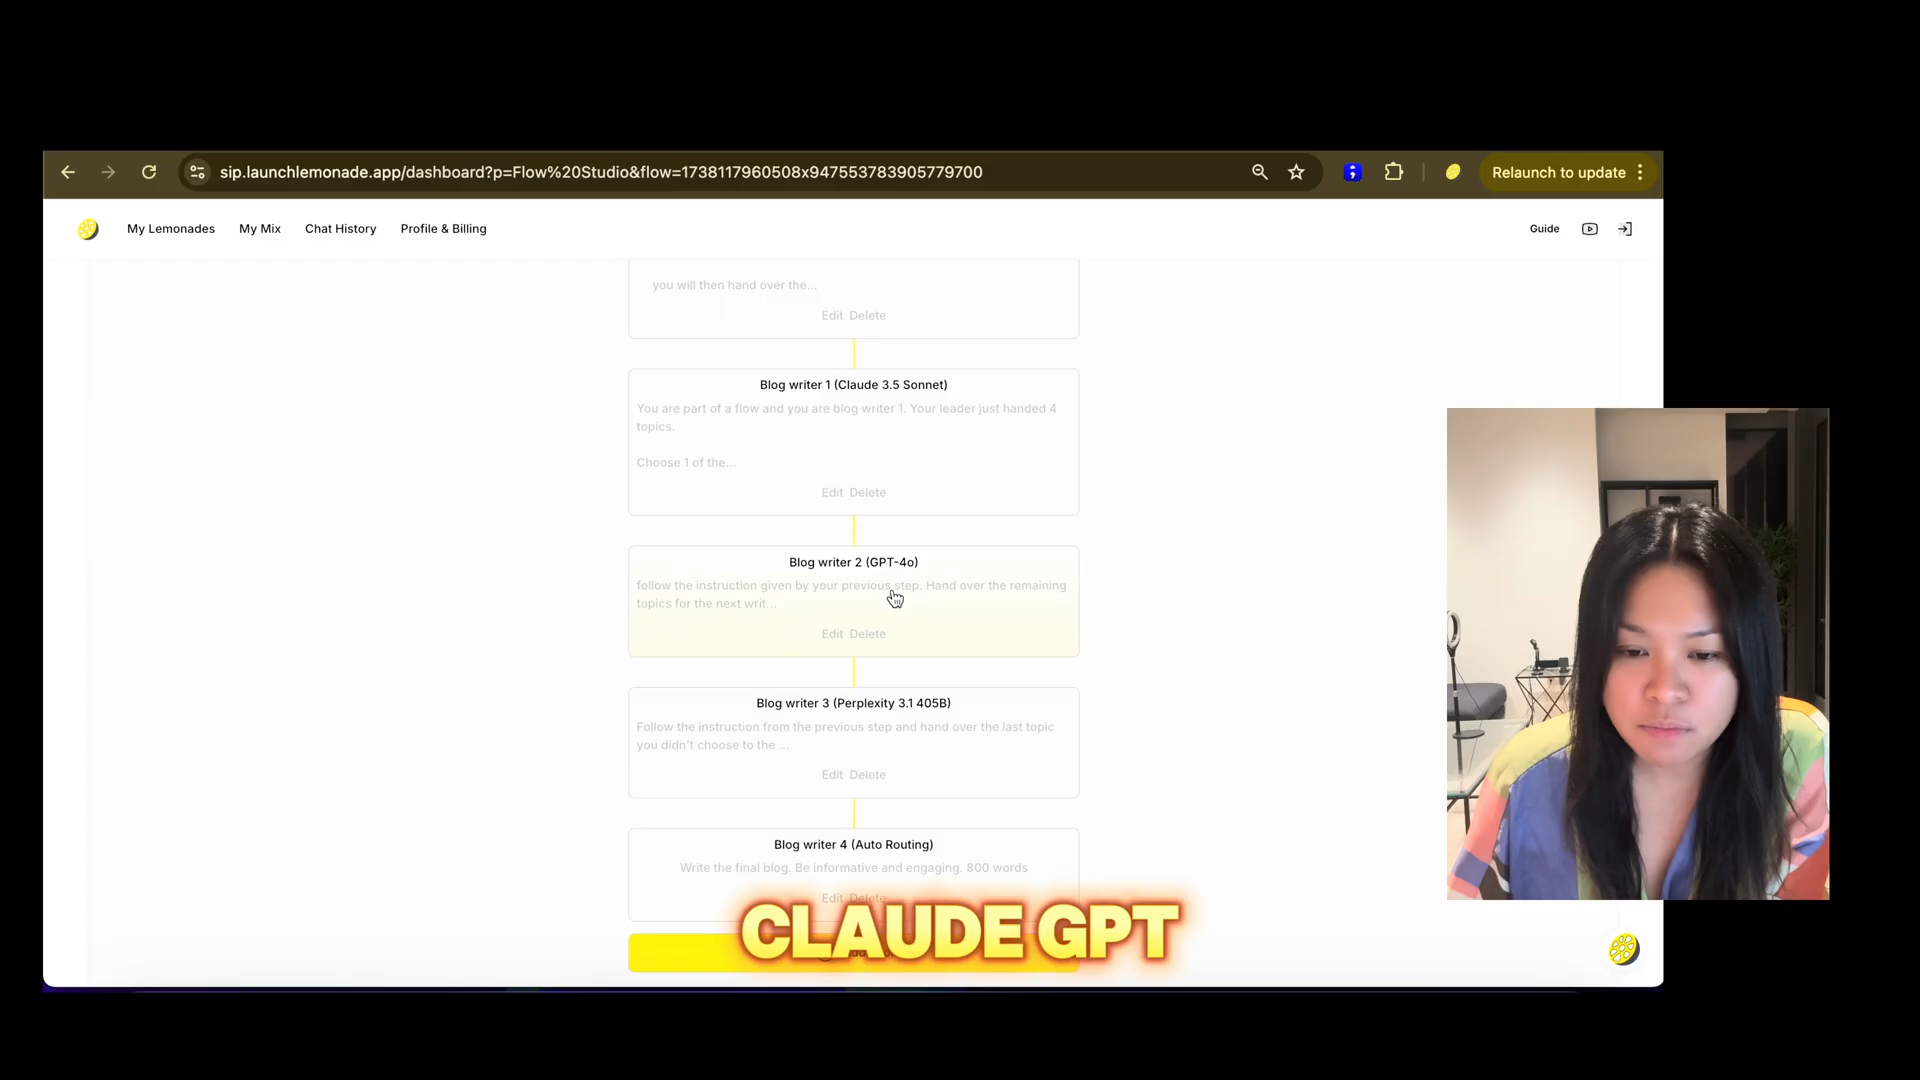 sip.launchlemonade.app/dashboard?p=Flow%20Studio&flow=1738117960508x947553783905779700
Relaunch to update
My Lemonades
My Mix
Chat History
Profile & Billing
Guide
you will then hand over the...
Edit Delete
Blog writer 1 (Claude 3.5 Sonnet)
You are part of a flow and you are blog writer 1. Your leader just handed 4
topics.
Choose 1 of the...
Edit Delete
Blog writer 2 (GPT-4o)
follow the instruction given by your previous step. Hand over the remaining
topics for the next writ...
Edit Delete
Blog writer 3 (Perplexity 3.1 405B)
Follow the instruction from the previous step and hand over the last topic
you didn't choose to the ...
Edit Delete
Blog writer 4 (Auto Routing)
Write the final blog. Be informative and engaging. 800 words
Edit Delete
CLAUDE GPT